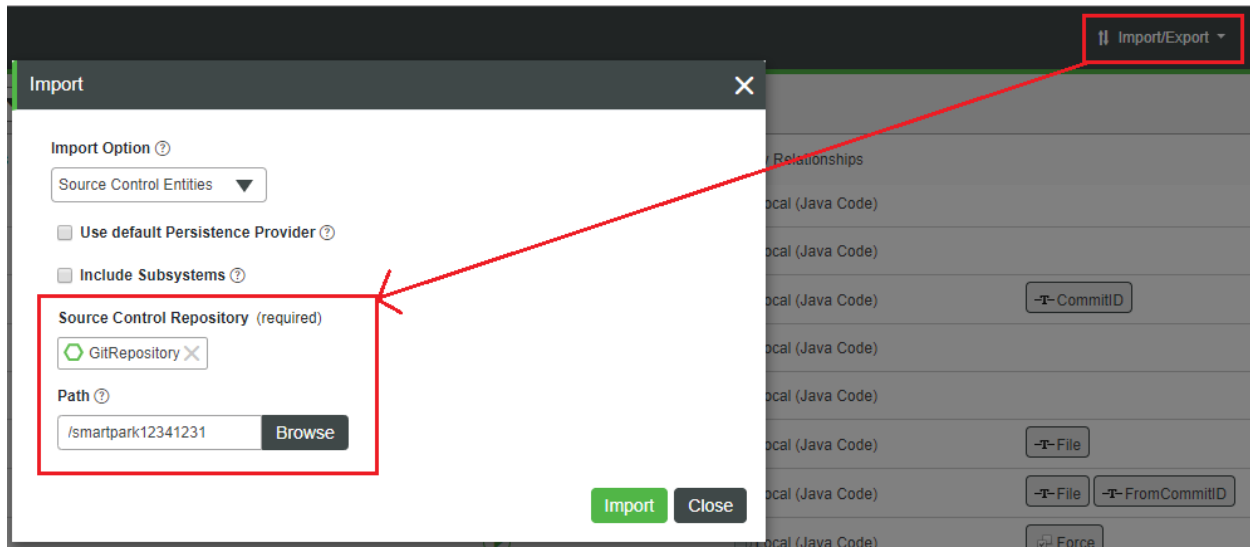 Import/Export
Import
Import Option
Source Control Entities
Use default Persistence Provider
Include Subsystems
Source Control Repository (required)
GitRepository
Path
/smartpark12341231
Browse
Import
Close
Relationships
ocal (Java Code)
ocal (Java Code)
ocal (Java Code)
-T- CommitID
ocal (Java Code)
ocal (Java Code)
ocal (Java Code)
-T- File
ocal (Java Code)
-T- File
-T- FromCommitID
Local (Java Code)
Force